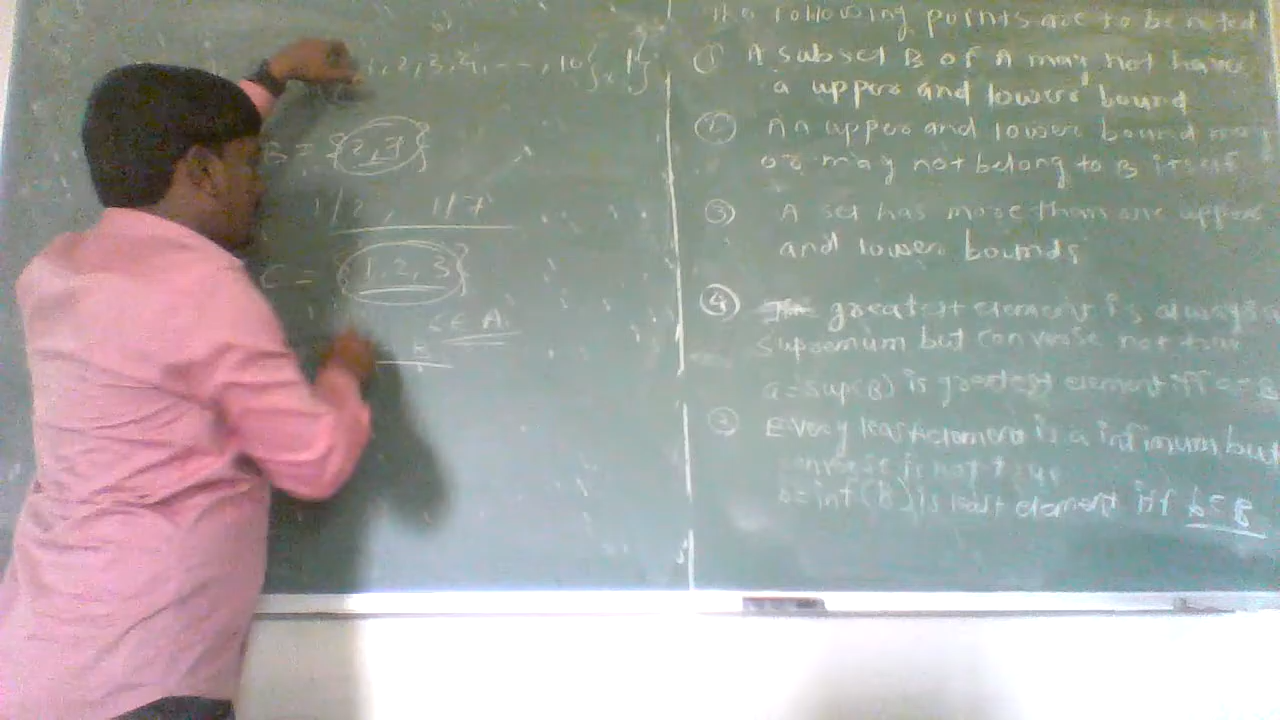 1, 2, 3, 4, - - -, 10}, |}
B = {2, 7}
1/2, 1/7
C = {1, 2, 3}
≤ ∈ A
The following points are to be noted
① A subset B of A may not have
a upper and lower bound
② An upper and lower bound may
or may not belong to B itself
③ A set has more than one upper
and lower bounds
④ greatest element is always
supremum but converse not true
a = sup(B) is greatest element iff a ∈ B
Every least element is a infimum but
converse is not true
b = inf(B) is least element iff b ∈ B